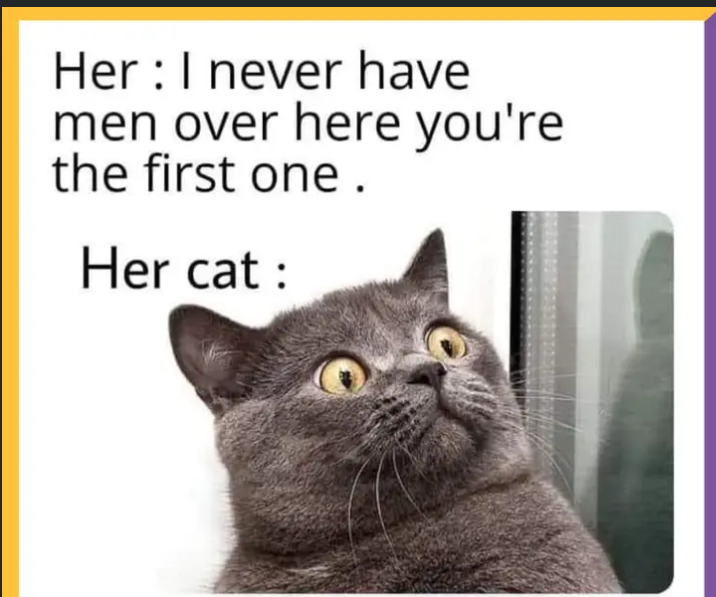 Her : I never have
men over here you're
the first one .
Her cat :